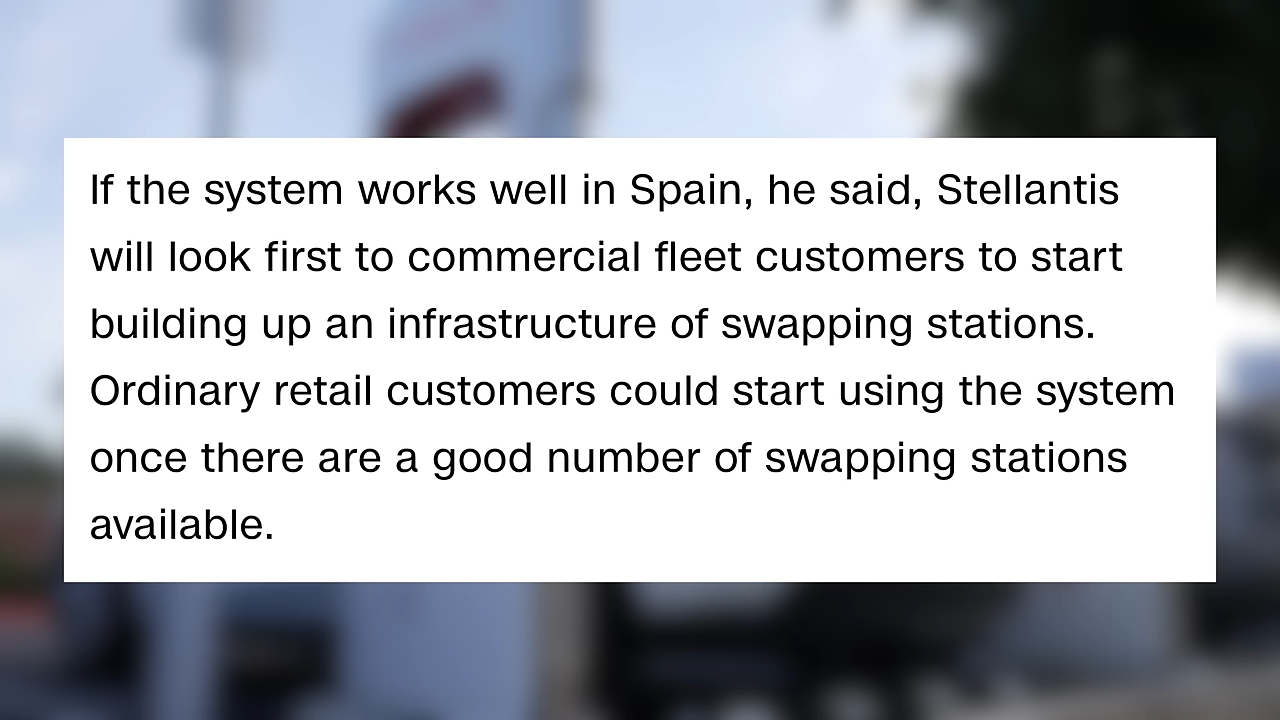 If the system works well in Spain, he said, Stellantis
will look first to commercial fleet customers to start
building up an infrastructure of swapping stations.
Ordinary retail customers could start using the system
once there are a good number of swapping stations
available.